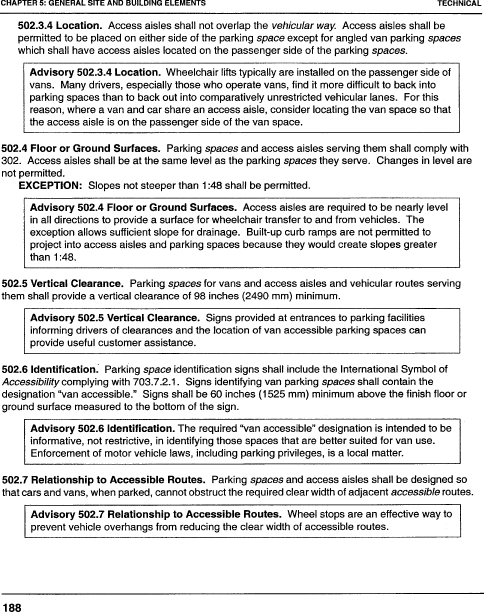 CHAPTER 5: GENERAL SITE AND BUILDING ELEMENTS TECHNICAL
502.3.4 Location. Access aisles shall not overlap the vehicular way. Access aisles shall be
permitted to be placed on either side of the parking space except for angled van parking spaces
which shall have access aisles located on the passenger side of the parking spaces.
Advisory 502.3.4 Location. Wheelchair lifts typically are installed on the passenger side of
vans. Many drivers, especially those who operate vans, find it more difficult to back into
parking spaces than to back out into comparatively unrestricted vehicular lanes. For this
reason, where a van and car share an access aisle, consider locating the van space so that
the access aisle is on the passenger side of the van space.
502.4 Floor or Ground Surfaces. Parking spaces and access aisles serving them shall comply with
302. Access aisles shall be at the same level as the parking spaces they serve. Changes in level are
not permitted.
EXCEPTION: Slopes not steeper than 1:48 shall be permitted.
Advisory 502.4 Floor or Ground Surfaces. Access aisles are required to be nearly level
in all directions to provide a surface for wheelchair transfer to and from vehicles. The
exception allows sufficient slope for drainage. Built-up curb ramps are not permitted to
project into access aisles and parking spaces because they would create slopes greater
than 1:48.
502.5 Vertical Clearance. Parking spaces for vans and access aisles and vehicular routes serving
them shall provide a vertical clearance of 98 inches (2490 mm) minimum.
Advisory 502.5 Vertical Clearance. Signs provided at entrances to parking facilities
informing drivers of clearances and the location of van accessible parking spaces can
provide useful customer assistance.
502.6 Identification. Parking space identification signs shall include the International Symbol of
Accessibility complying with 703.7.2.1. Signs identifying van parking spaces shall contain the
designation “van accessible.” Signs shall be 60 inches (1525 mm) minimum above the finish floor or
ground surface measured to the bottom of the sign.
Advisory 502.6 Identification. The required “van accessible” designation is intended to be
informative, not restrictive, in identifying those spaces that are better suited for van use.
Enforcement of motor vehicle laws, including parking privileges, is a local matter.
502.7 Relationship to Accessible Routes. Parking spaces and access aisles shall be designed so
that cars and vans, when parked, cannot obstruct the required clear width of adjacent accessible routes.
Advisory 502.7 Relationship to Accessible Routes. Wheel stops are an effective way to
prevent vehicle overhangs from reducing the clear width of accessible routes.
188